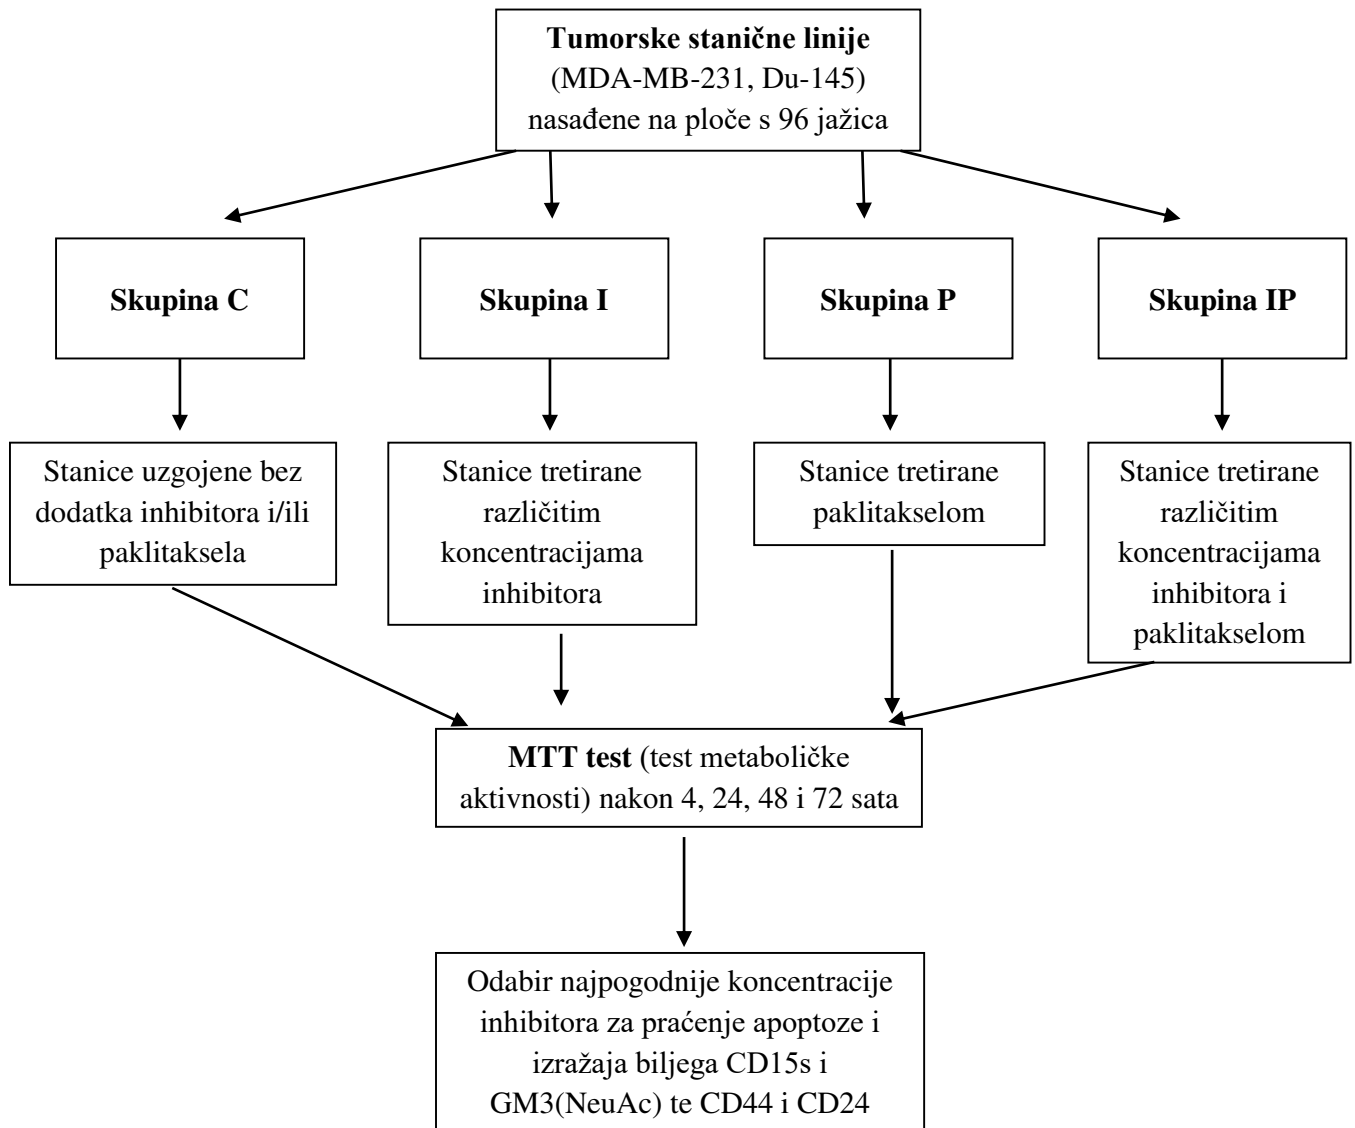 Tumorske stanične linije
(MDA-MB-231, Du-145)
nasađene na ploče s 96 jažica
Skupina C
Skupina I
Skupina P
Skupina IP
Stanice uzgojene bez
dodatka inhibitora i/ili
paklitaksela
Stanice tretirane
različitim
koncentracijama
inhibitora
Stanice tretirane
paklitakselom
Stanice tretirane
različitim
koncentracijama
inhibitora i
paklitakselom
MTT test (test metaboličke
aktivnosti) nakon 4, 24, 48 i 72 sata
Odabir najpogodnije koncentracije
inhibitora za praćenje apoptoze i
izražaja biljega CD15s i
GM3(NeuAc) te CD44 i CD24